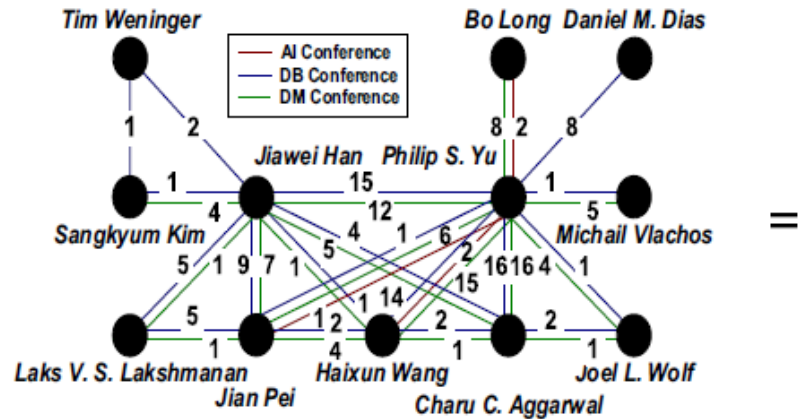 Tim Weninger
Bo Long Daniel M. Dias
AI Conference
DB Conference
DM Conference
1
2
8 2
8
Jiawei Han Philip S. Yu
1
15
1
4
12
5
Sangkyum Kim
Michail Vlachos
=
5 1 9 7 1 5 4 1 6 2 16 16 4 1
1 14 15
5
1 2
2
2
1
4
1
1
Laks V. S. Lakshmanan
Jian Pei
Haixun Wang
Charu C. Aggarwal
Joel L. Wolf